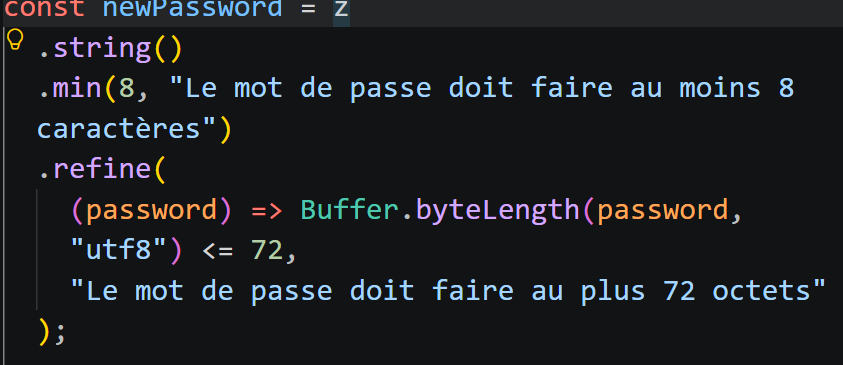 const newPassword = z
.string()
.min(8, "Le mot de passe doit faire au moins 8
caractères")
.refine(
(password) => Buffer.byteLength(password,
"utf8") <= 72,
"Le mot de passe doit faire au plus 72 octets"
);